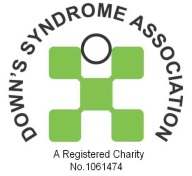 DOWN'S SYNDROME ASSOCIATION
A Registered Charity
No.1061474